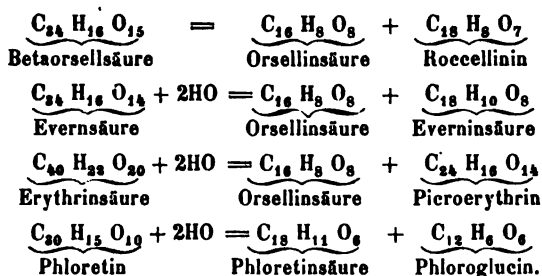 C₃₄ H₁₆ O₁₅ = C₁₆ H₈ O₈ + C₁₈ H₈ O₇
Betaorsellsäure Orsellinsäure Roccellinin
C₃₄ H₁₆ O₁₄ + 2HO = C₁₆ H₈ O₈ + C₁₈ H₁₀ O₈
Evernsäure Orsellinsäure Everninsäure
C₄₀ H₂₂ O₂₀ + 2HO = C₁₆ H₈ O₈ + C₂₄ H₁₆ O₁₄
Erythrinsäure Orsellinsäure Picroerythrin
C₃₀ H₁₅ O₁₀ + 2HO = C₁₈ H₁₁ O₆ + C₁₂ H₆ O₆
Phloretin Phloretinsäure Phloroglucin.